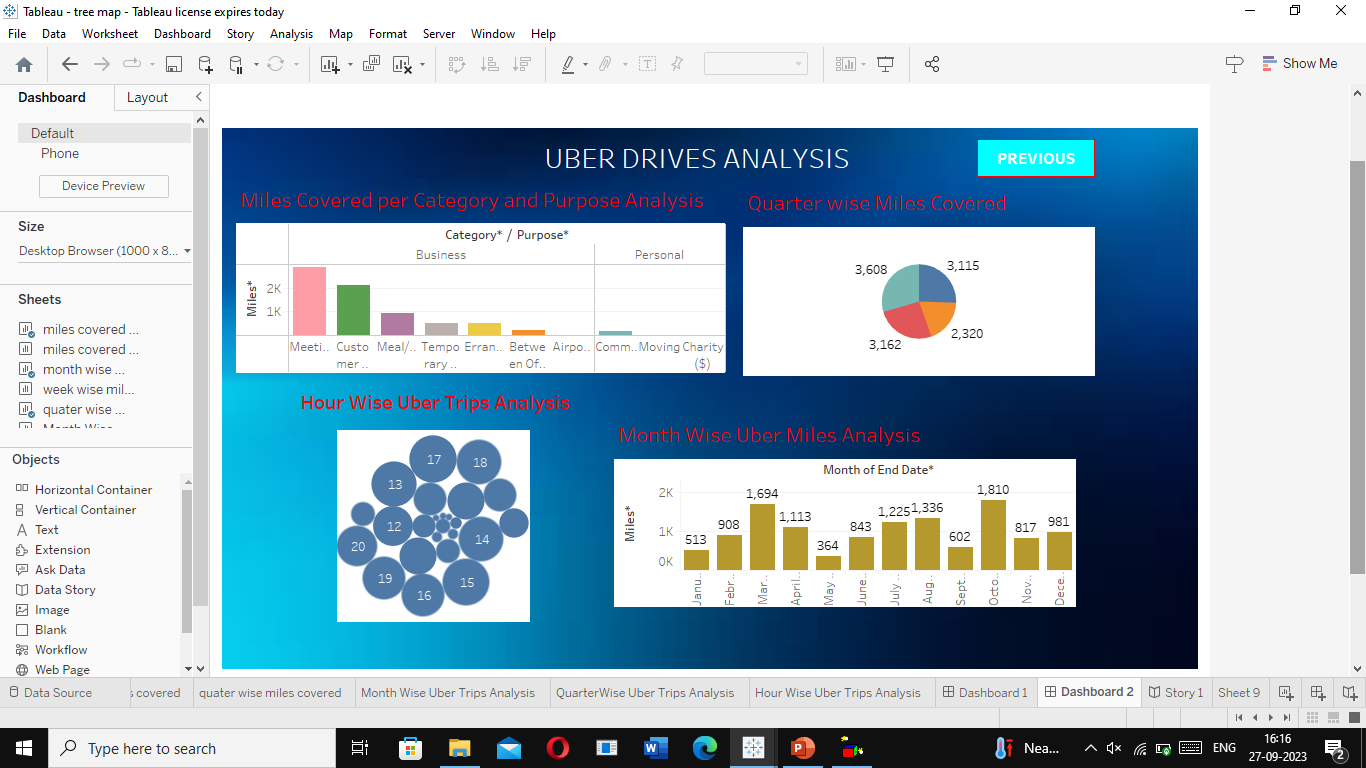 Tableau - tree map - Tableau license expires today
File Data Worksheet Dashboard Story Analysis Map Format Server Window Help
Show Me
Dashboard Layout
Default
Phone
Device Preview
Size
Desktop Browser (1000 x 8...
Sheets
miles covered ...
miles covered ...
month wise ...
week wise mil...
quater wise ...
Month Wise
Objects
Horizontal Container
Vertical Container
Text
Extension
Ask Data
Data Story
Image
Blank
Workflow
Web Page
UBER DRIVES ANALYSIS
PREVIOUS
Miles Covered per Category and Purpose Analysis
Category* / Purpose*
Business Personal
Miles*
2K
1K
Meeti.. Custo mer .. Meal/.. Tempo rary .. Erran.. Betwe en Of.. Airpo.. Comm.. Moving Charity ($)
Quarter wise Miles Covered
3,608 3,115
3,162 2,320
Hour Wise Uber Trips Analysis
17 18
13
12 14
20
19 15
16
Month Wise Uber Miles Analysis
Month of End Date*
Miles*
2K
1K
0K
513 908 1,694 1,113 364 843 1,225 1,336 602 1,810 817 981
Janu.. Febr.. Mar.. April.. May .. June.. July .. Aug.. Sept.. Octo.. Nov.. Dece..
Data Source s covered quater wise miles covered Month Wise Uber Trips Analysis QuarterWise Uber Trips Analysis Hour Wise Uber Trips Analysis Dashboard 1 Dashboard 2 Story 1 Sheet 9
Type here to search
Nea... ENG 16:16
27-09-2023
2